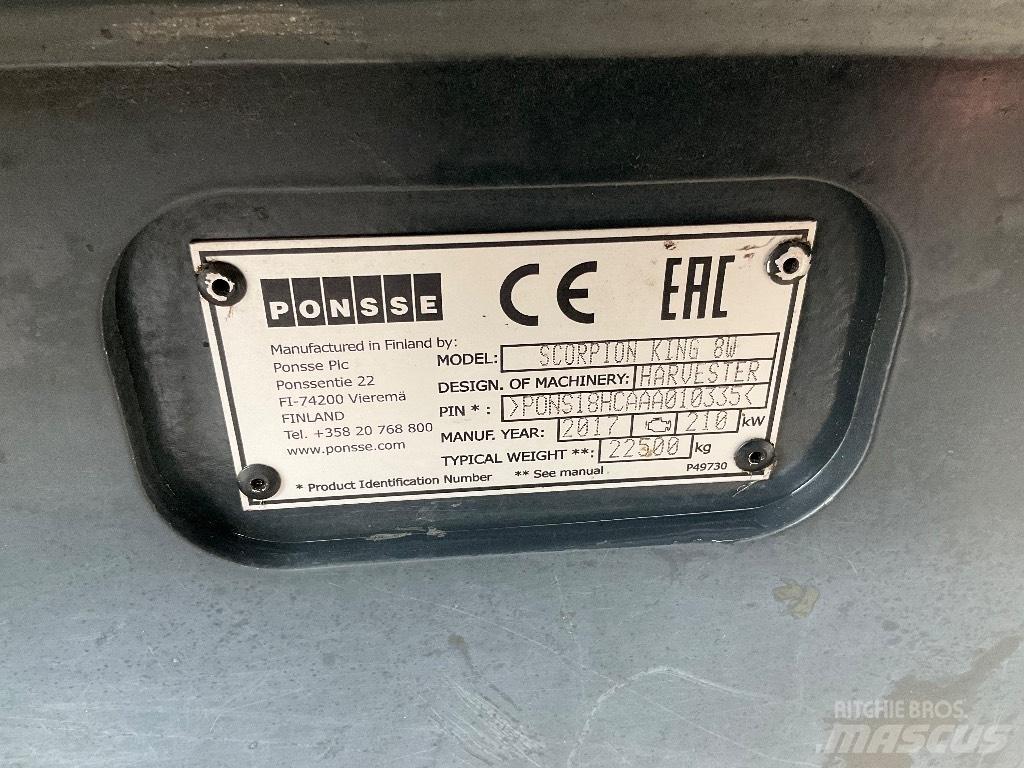 PONSSE CE EAC
Manufactured in Finland by:
Ponsse Plc
Ponssentie 22
FI-74200 Vieremä
FINLAND
Tel. +358 20 768 800
www.ponsse.com
MODEL: SCORPION KING 8W
DESIGN. OF MACHINERY: HARVESTER
PIN * : >PONS18HCAAA010335<
MANUF. YEAR: 2017 210 kW
TYPICAL WEIGHT **: 22500 kg
* Product Identification Number ** See manual P49730
RITCHIE BROS.
MASCUS